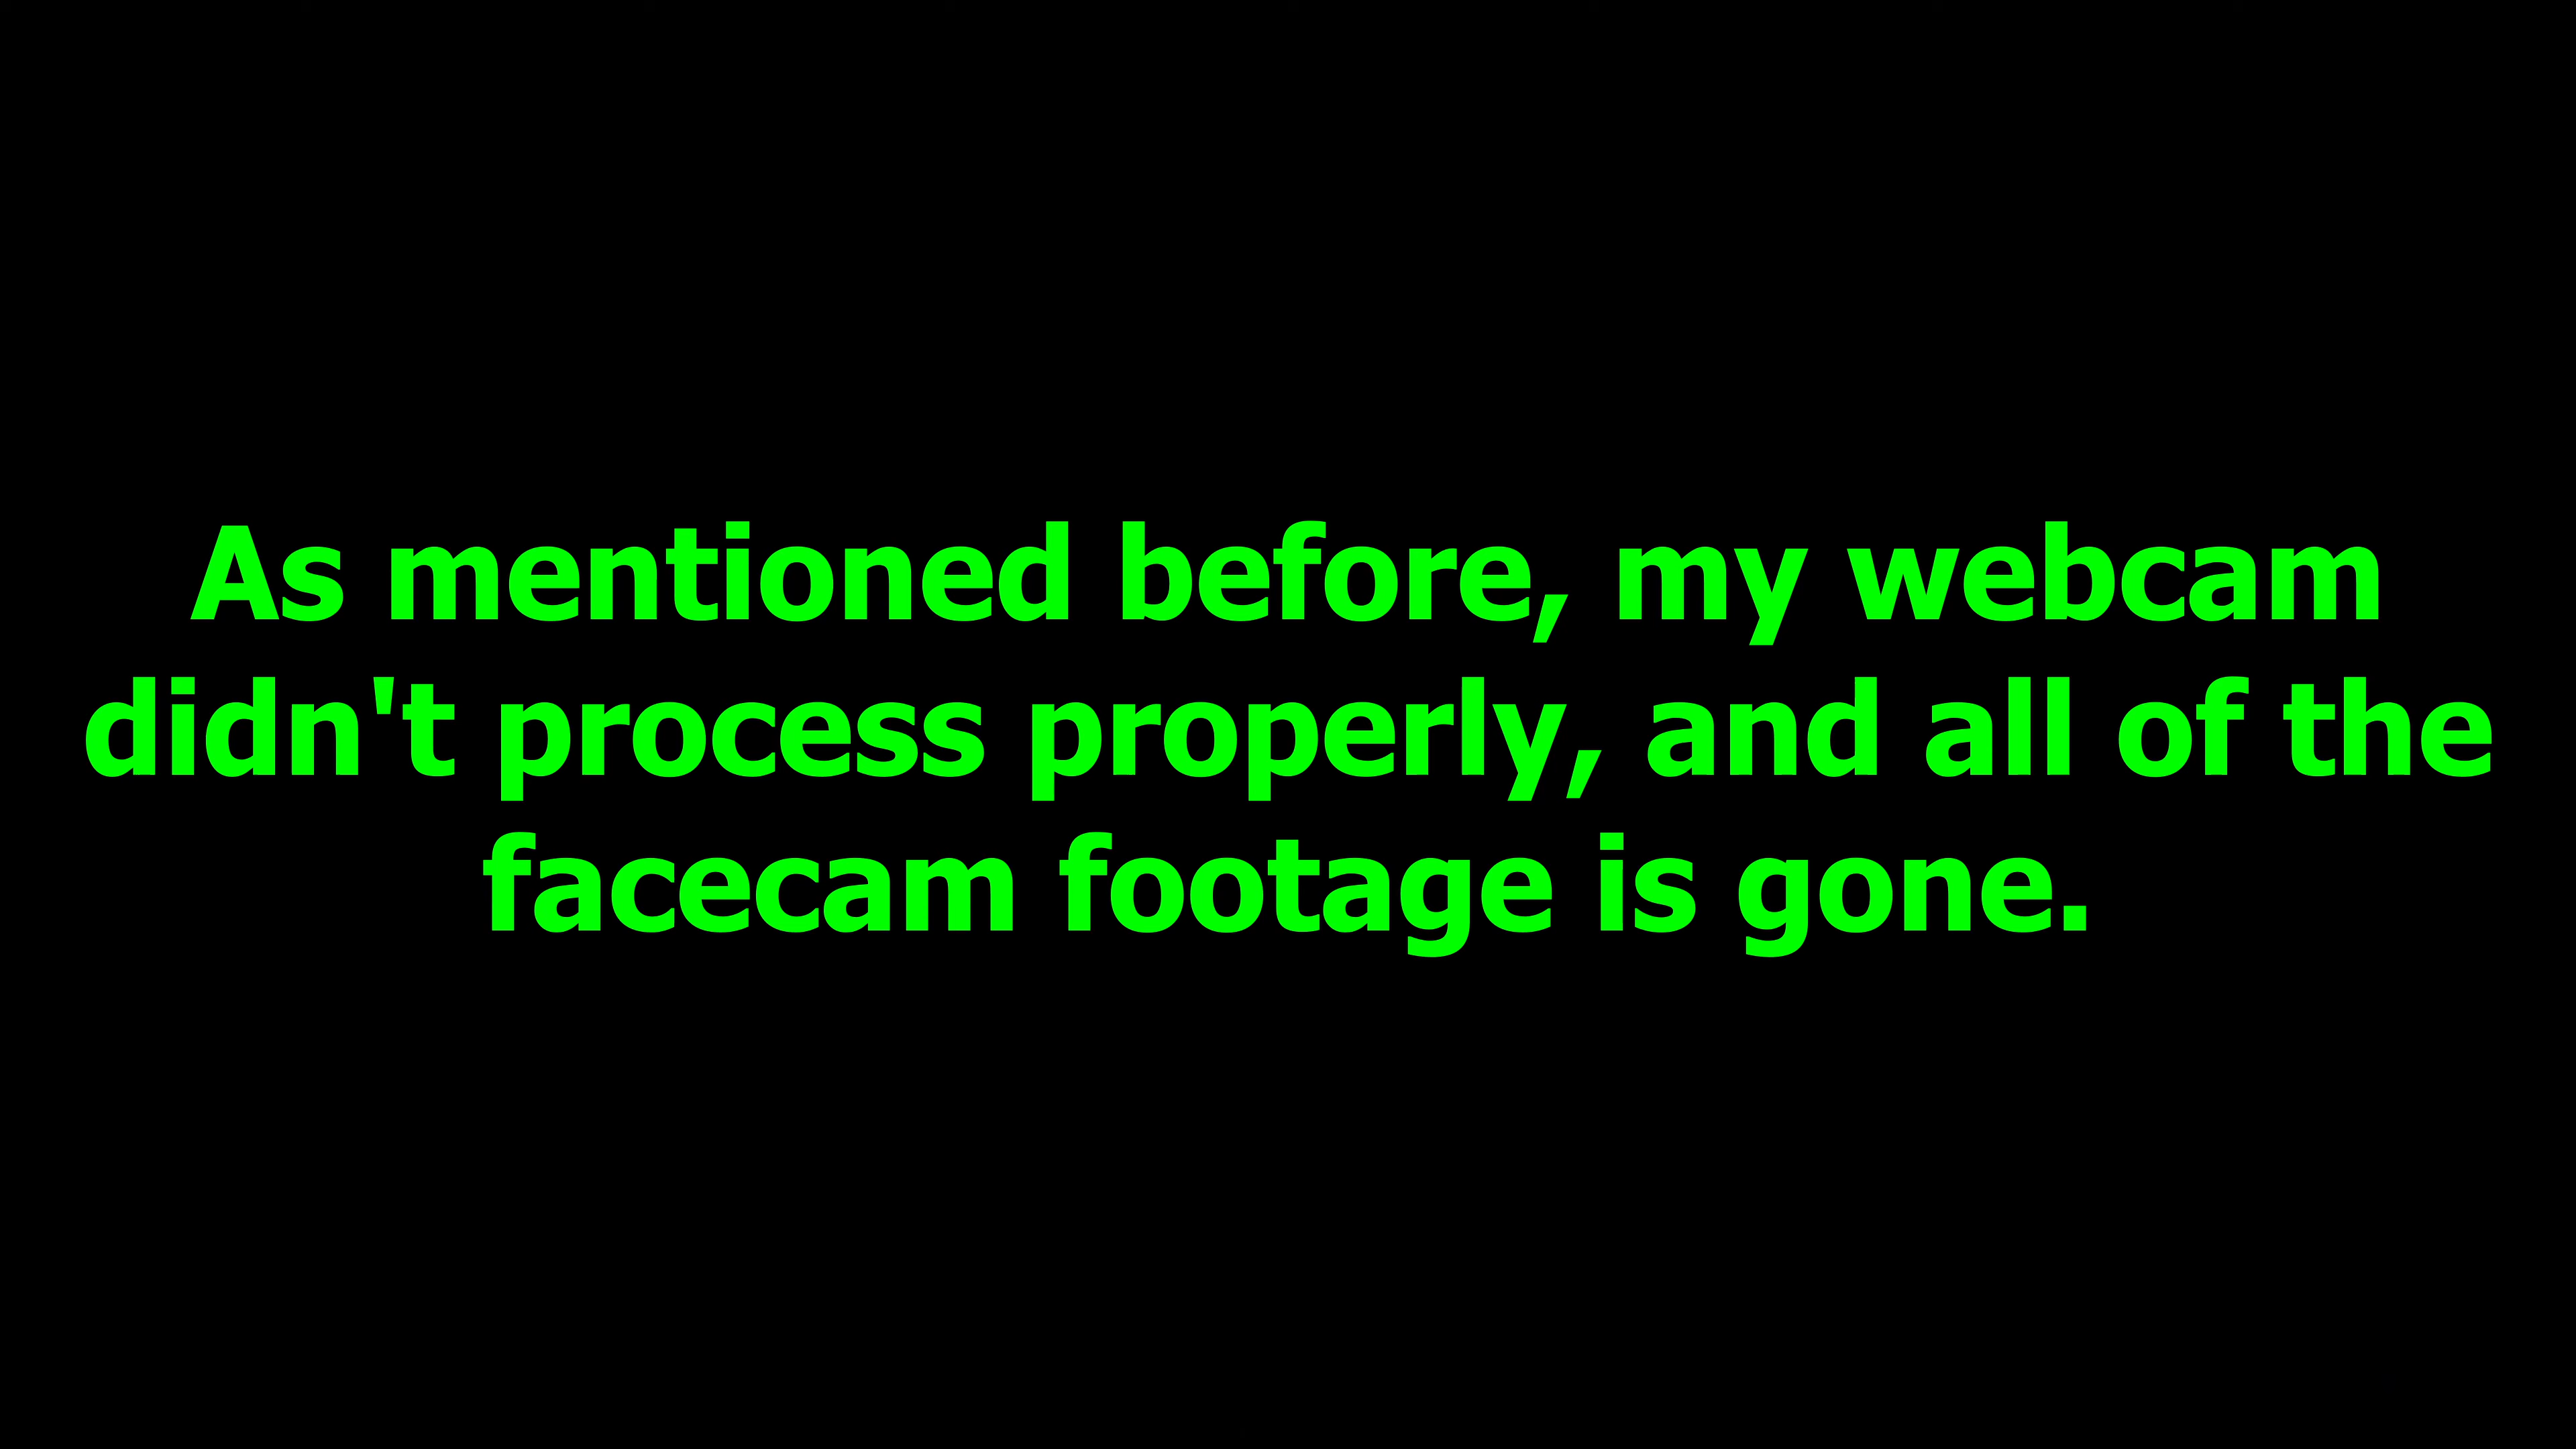 As mentioned before, my webcam
didn't process properly, and all of the
facecam footage is gone.